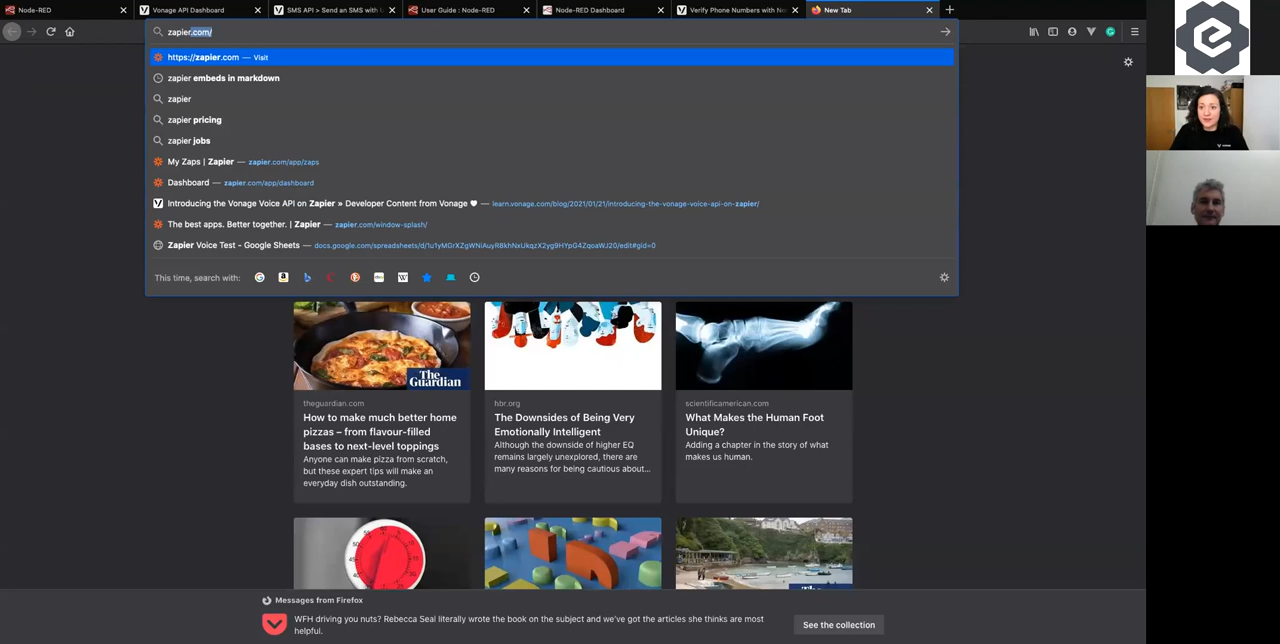 Node-RED
Vonage API Dashboard
SMS API > Send an SMS with
User Guide : Node-RED
Node-RED Dashboard
Verify Phone Numbers with No
New Tab
zapier.com/
https://zapier.com — Visit
zapier embeds in markdown
zapier
zapier pricing
zapier jobs
My Zaps | Zapier — zapier.com/app/zaps
Dashboard — zapier.com/app/dashboard
Introducing the Vonage Voice API on Zapier » Developer Content from Vonage ♥ — learn.vonage.com/blog/2021/01/21/introducing-the-vonage-voice-api-on-zapier/
The best apps. Better together. | Zapier — zapier.com/window-splash/
Zapier Voice Test - Google Sheets —
This time, search with:
The Guardian
theguardian.com
How to make much better home
pizzas – from flavour-filled
bases to next-level toppings
Anyone can make pizza from scratch,
but these expert tips will make an
everyday dish outstanding.
hbr.org
The Downsides of Being Very
Emotionally Intelligent
Although the downside of higher EQ
remains largely unexplored, there are
many reasons for being cautious about...
scientificamerican.com
What Makes the Human Foot
Unique?
Adding a chapter in the story of what
makes us human.
Messages from Firefox
WFH driving you nuts? Rebecca Seal literally wrote the book on the subject and we've got the articles she thinks are most
helpful.
See the collection